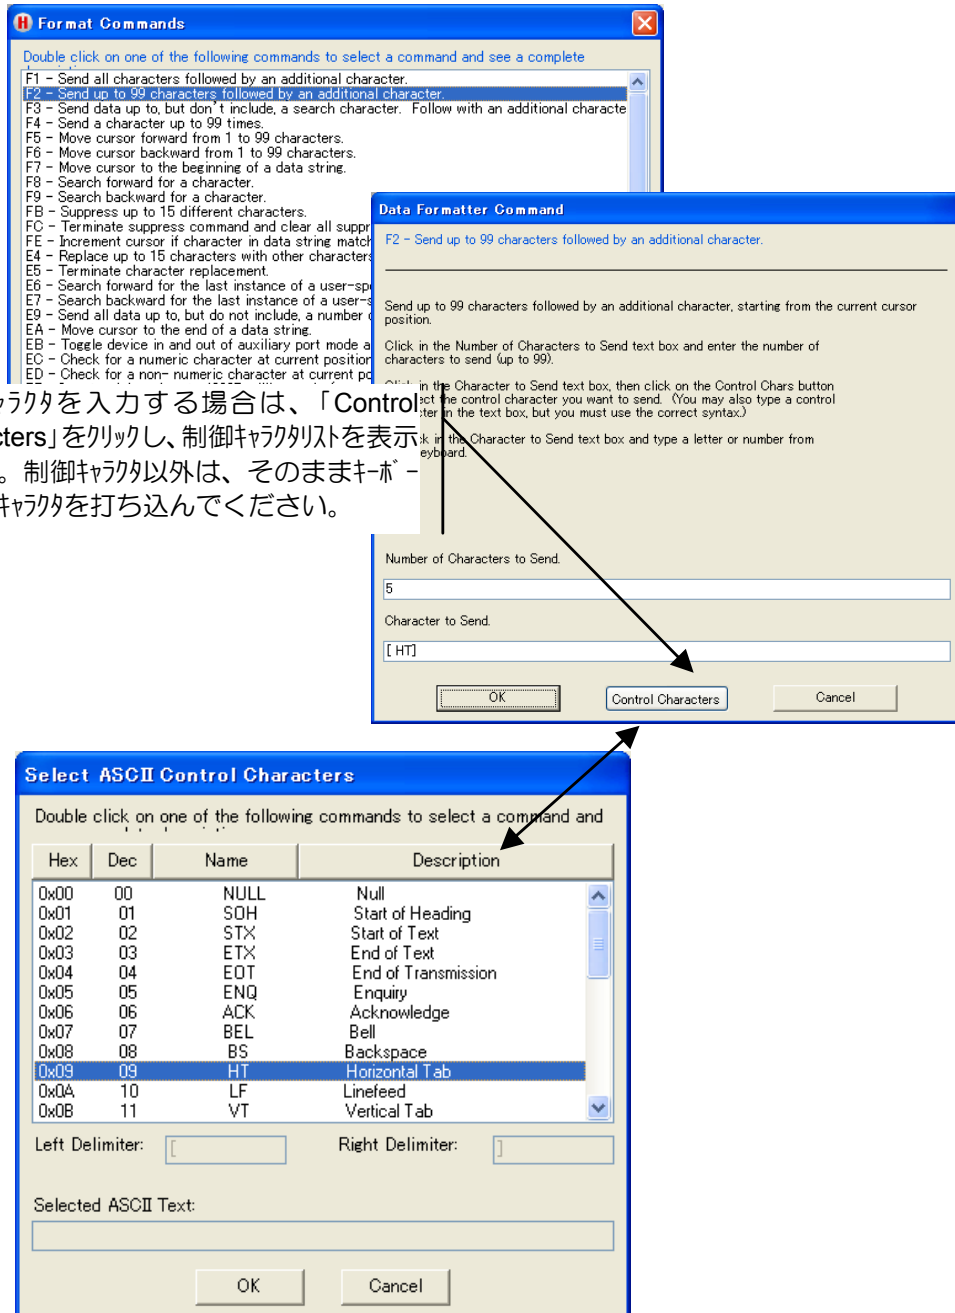 Format Commands
Double click on one of the following commands to select a command and see a complete
F1 - Send all characters followed by an additional character.
F2 - Send up to 99 characters followed by an additional character.
F3 - Send data up to, but don't include, a search character. Follow with an additional characte
F4 - Send a character up to 99 times.
F5 - Move cursor forward from 1 to 99 characters.
F6 - Move cursor backward from 1 to 99 characters.
F7 - Move cursor to the beginning of a data string.
F8 - Search forward for a character.
F9 - Search backward for a character.
FB - Suppress up to 15 different characters.
FC - Terminate suppress command and clear all suppr
FE - Increment cursor if character in data string match
E4 - Replace up to 15 characters with other characters
E5 - Terminate character replacement.
E6 - Search forward for the last instance of a user-sp
E7 - Search backward for the last instance of a user-s
E9 - Send all data up to, but do not include, a number
EA - Move cursor to the end of a data string.
EB - Toggle device in and out of auxiliary port mode a
EC - Check for a numeric character at current position
ED - Check for a non- numeric character at current po
ｬﾗｸﾀを入力する場合は、「Control
cters」をｸﾘｯｸし、制御ｷｬﾗｸﾀﾘｽﾄを表示
。制御ｷｬﾗｸﾀ以外は、そのままｷｰﾎﾞｰ
ｷｬﾗｸﾀを打ち込んでください。
Data Formatter Command
F2 - Send up to 99 characters followed by an additional character.
Send up to 99 characters followed by an additional character, starting from the current cursor
position.
Click in the Number of Characters to Send text box and enter the number of
characters to send (up to 99).
Click in the Character to Send text box, then click on the Control Chars button
ect the control character you want to send. (You may also type a control
cter in the text box, but you must use the correct syntax.)
k in the Character to Send text box and type a letter or number from
eyboard.
Number of Characters to Send.
5
Character to Send.
[ HT]
OK Control Characters Cancel
Select ASCII Control Characters
Double click on one of the following commands to select a command and
Hex Dec Name Description
0x00 00 NULL Null
0x01 01 SOH Start of Heading
0x02 02 STX Start of Text
0x03 03 ETX End of Text
0x04 04 EOT End of Transmission
0x05 05 ENQ Enquiry
0x06 06 ACK Acknowledge
0x07 07 BEL Bell
0x08 08 BS Backspace
0x09 09 HT Horizontal Tab
0x0A 10 LF Linefeed
0x0B 11 VT Vertical Tab
Left Delimiter: [ Right Delimiter: ]
Selected ASCII Text:
OK Cancel